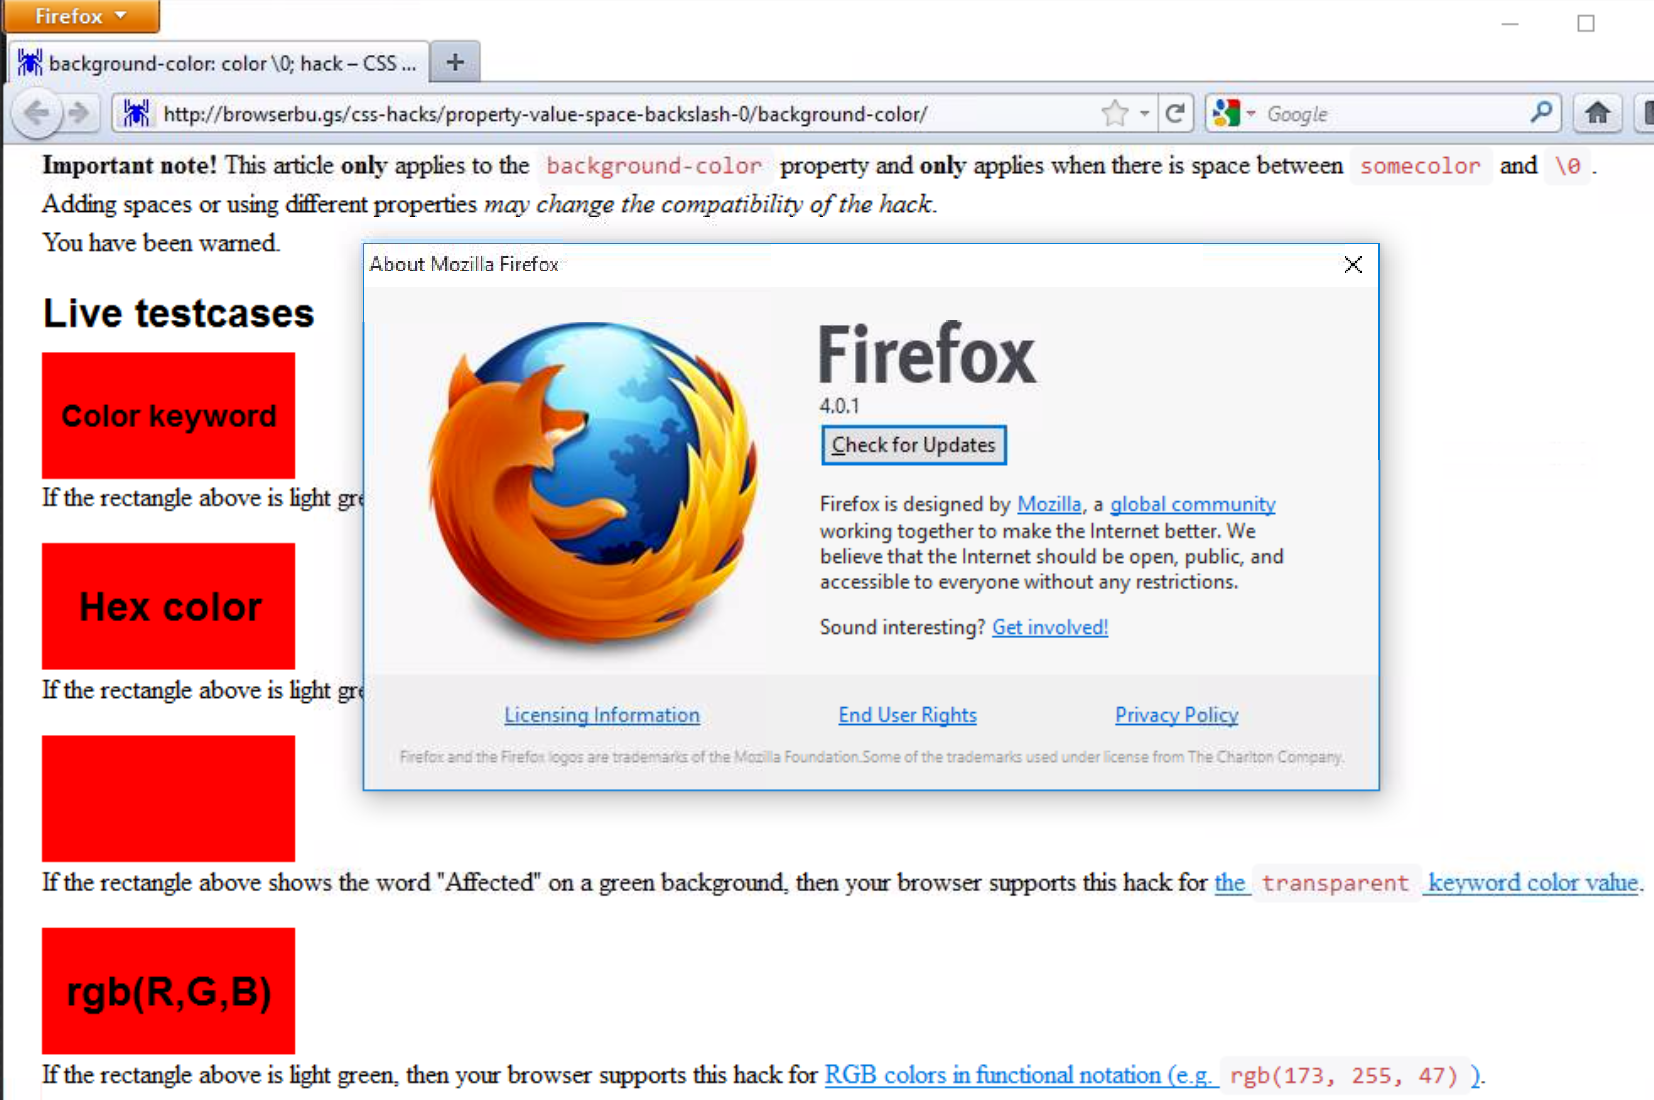 Firefox
background-color: color \0; hack – CSS ...
http://browserbu.gs/css-hacks/property-value-space-backslash-0/background-color/
Google
Important note! This article only applies to the background-color property and only applies when there is space between somecolor and \0 .
Adding spaces or using different properties may change the compatibility of the hack.
You have been warned.
Live testcases
Color keyword
If the rectangle above is light gre
Hex color
If the rectangle above is light gre
About Mozilla Firefox
Firefox
4.0.1
Check for Updates
Firefox is designed by Mozilla, a global community
working together to make the Internet better. We
believe that the Internet should be open, public, and
accessible to everyone without any restrictions.
Sound interesting? Get involved!
Licensing Information End User Rights Privacy Policy
Firefox and the Firefox logos are trademarks of the Mozilla Foundation.Some of the trademarks used under license from The Charlton Company.
If the rectangle above shows the word "Affected" on a green background, then your browser supports this hack for the transparent keyword color value.
rgb(R,G,B)
If the rectangle above is light green, then your browser supports this hack for RGB colors in functional notation (e.g. rgb(173, 255, 47) ).